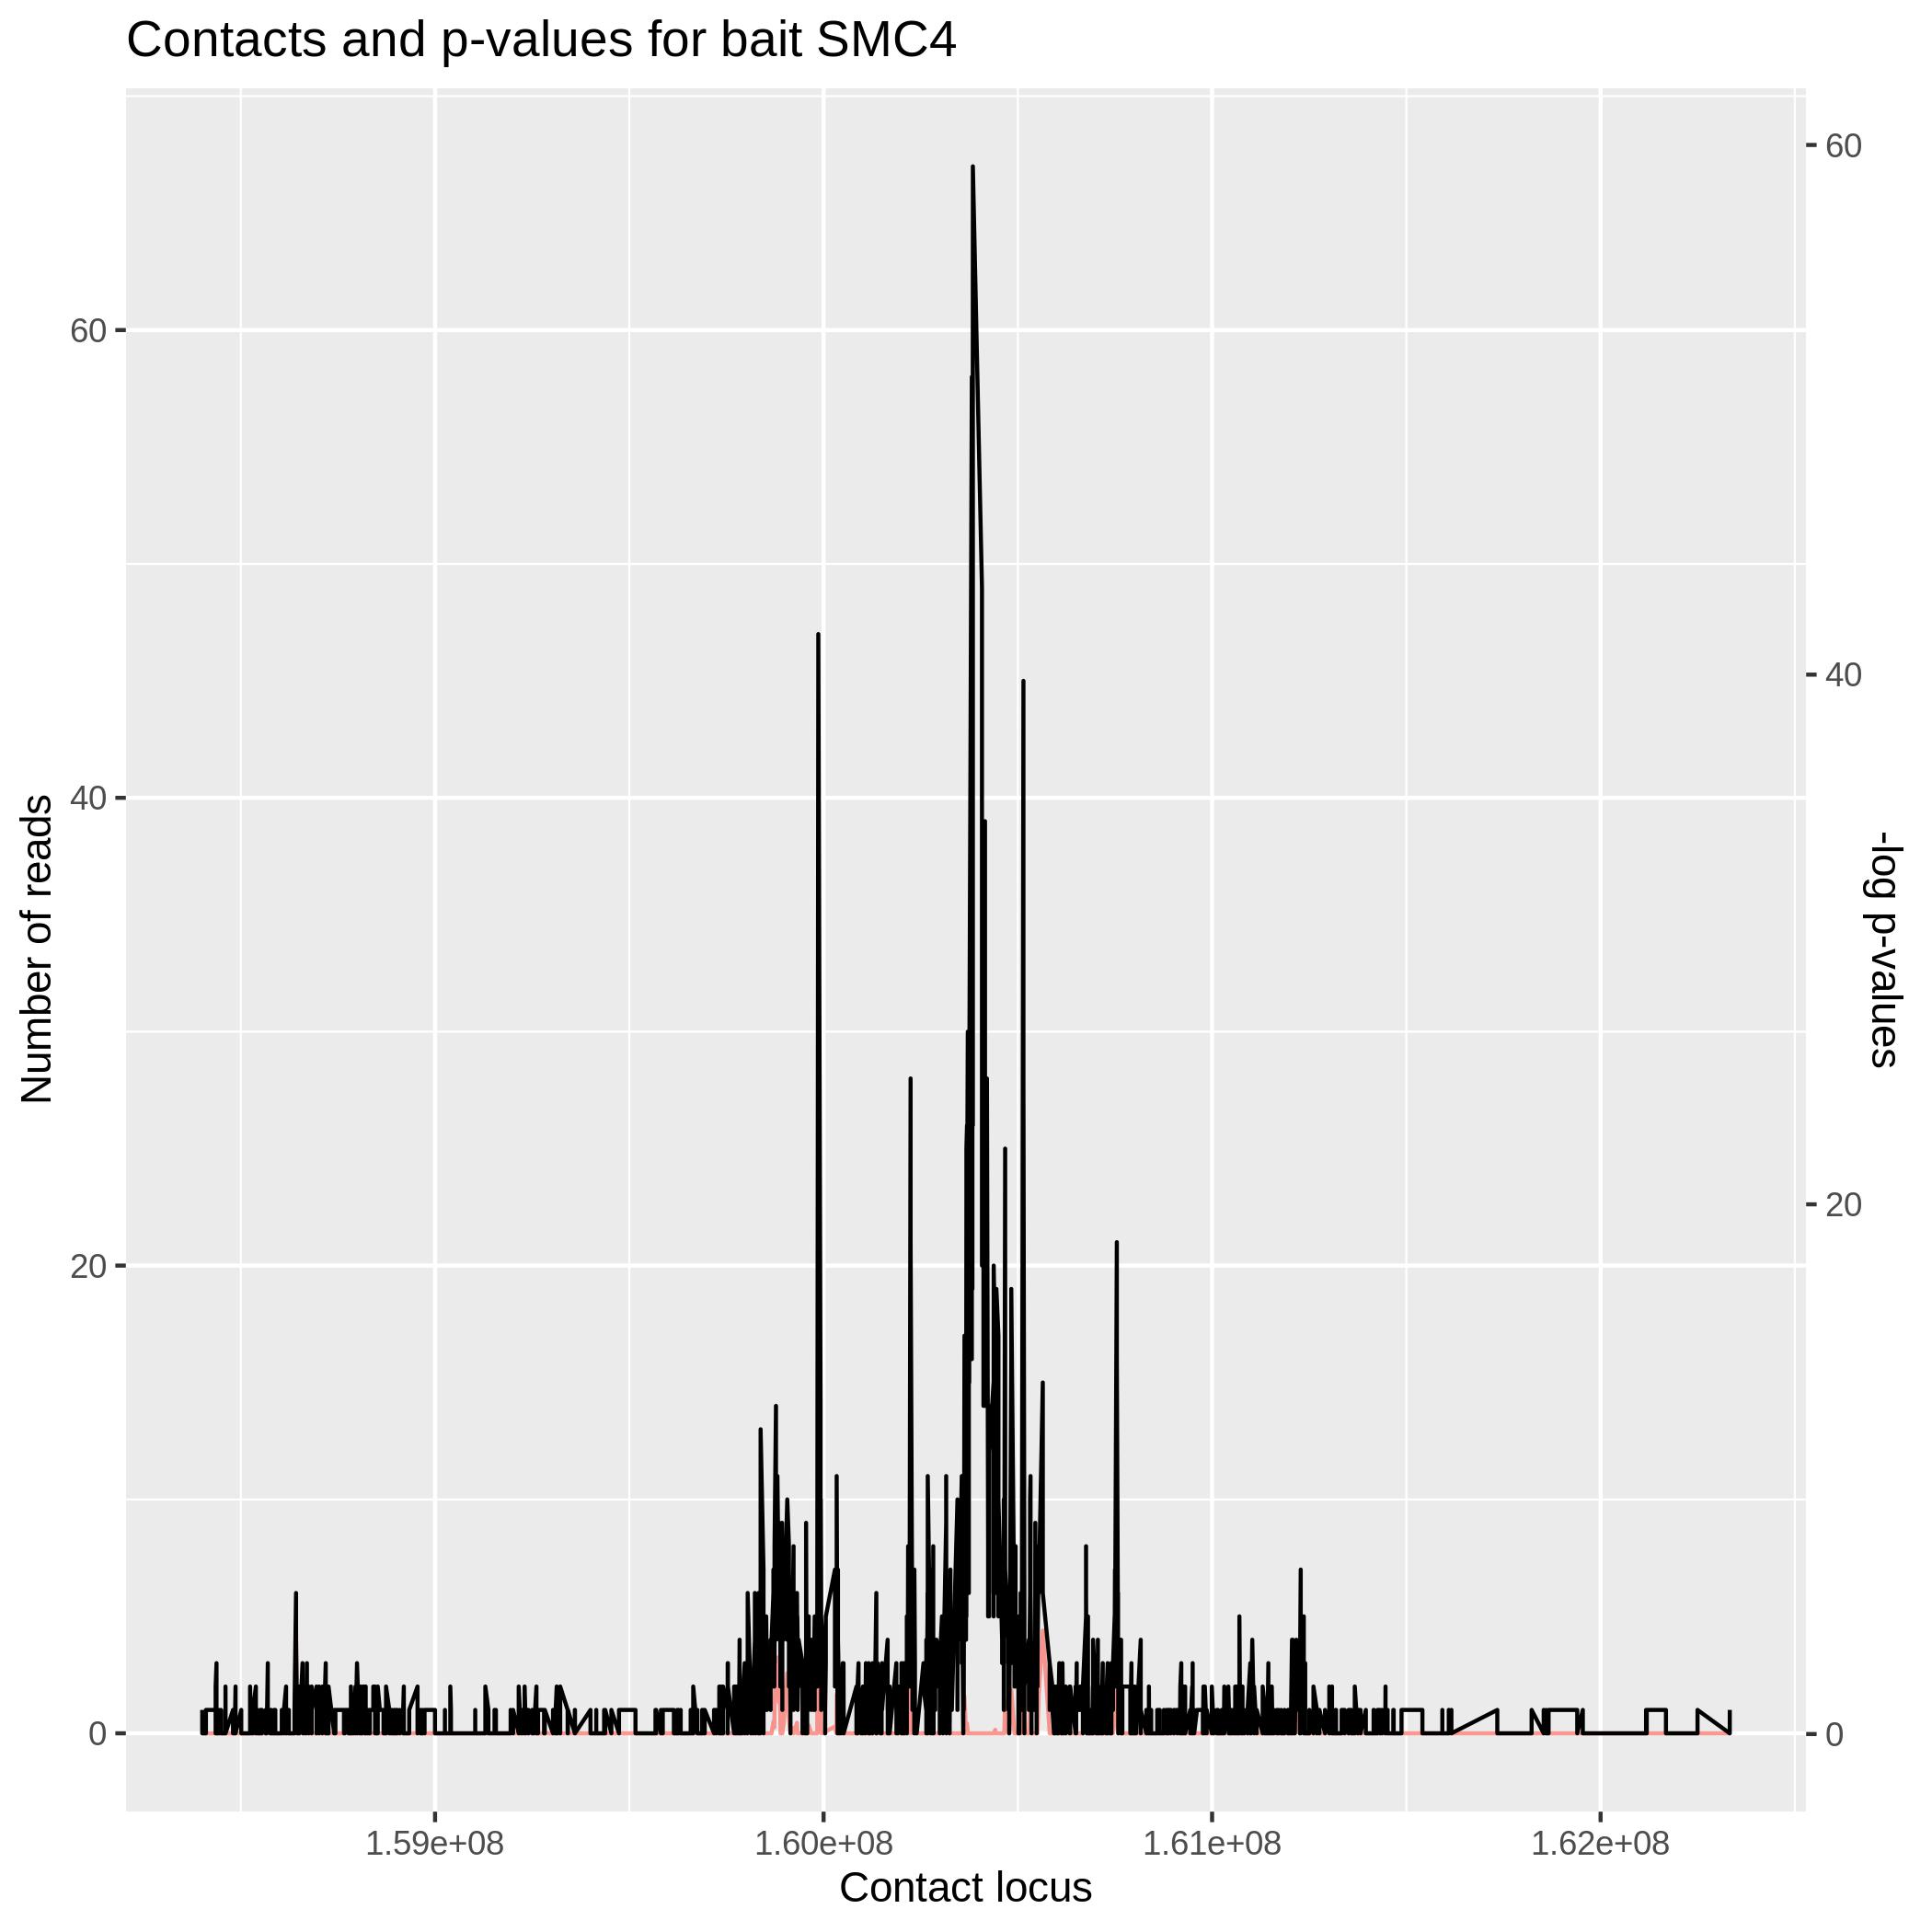 Contacts and p-values for bait SMC4
60
40
20
0
Number of reads
60
40
20
0
-log p-values
1.59e+08
1.60e+08
1.61e+08
1.62e+08
Contact locus